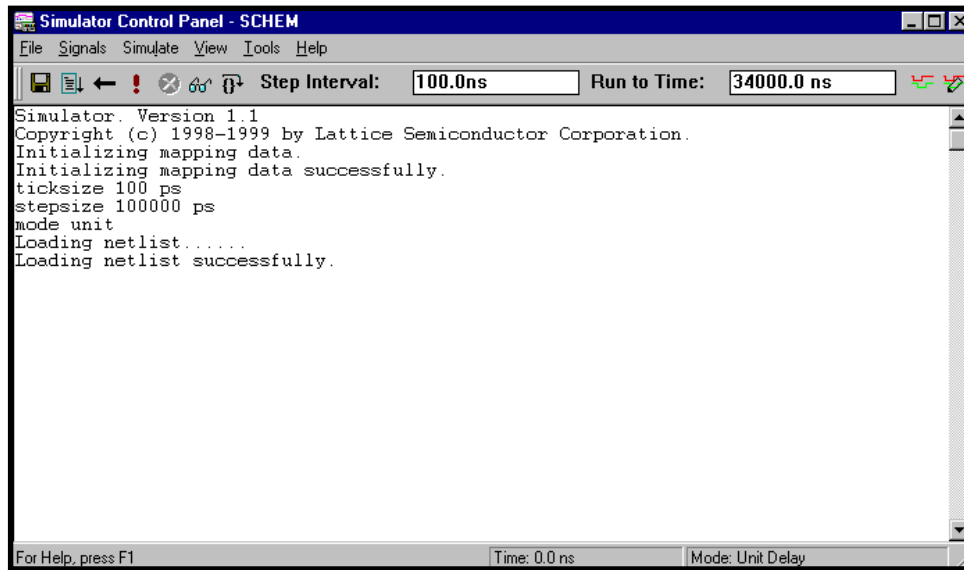 Simulator Control Panel - SCHEM
File Signals Simulate View Tools Help
Step Interval: 100.0ns Run to Time: 34000.0 ns
Simulator. Version 1.1
Copyright (c) 1998-1999 by Lattice Semiconductor Corporation.
Initializing mapping data.
Initializing mapping data successfully.
ticksize 100 ps
stepsize 100000 ps
mode unit
Loading netlist......
Loading netlist successfully.
For Help, press F1 Time: 0.0 ns Mode: Unit Delay